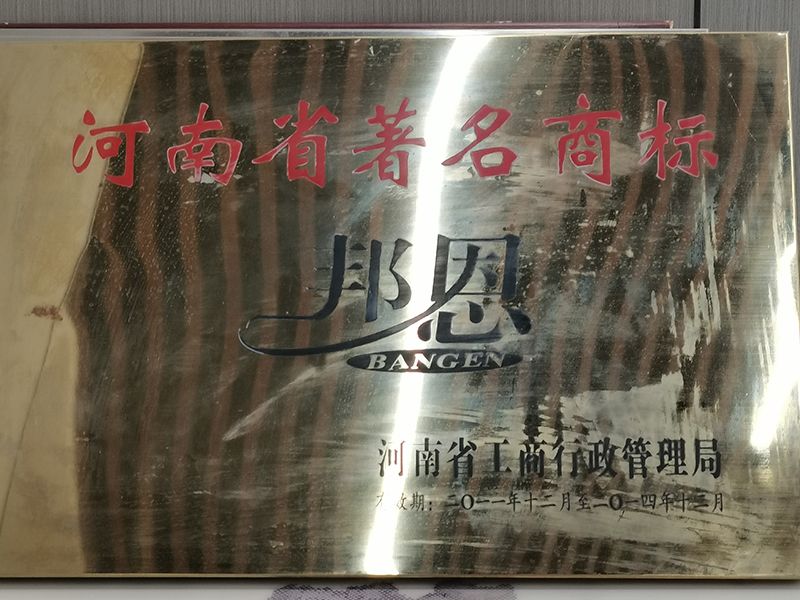 河南省著名商标
邦恩
BANGEN
河南省工商行政管理局
有效期：二〇一一年十二月至二〇一四年十二月